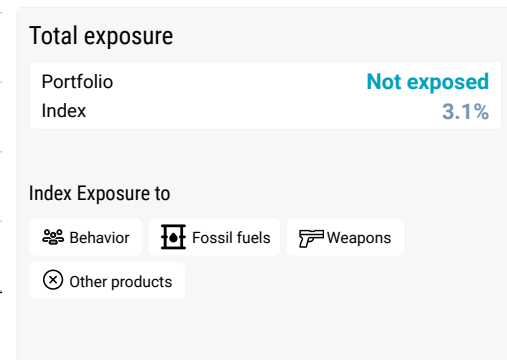 Total exposure
Portfolio Not exposed
Index 3.1%
Index Exposure to
Behavior Fossil fuels Weapons
Other products